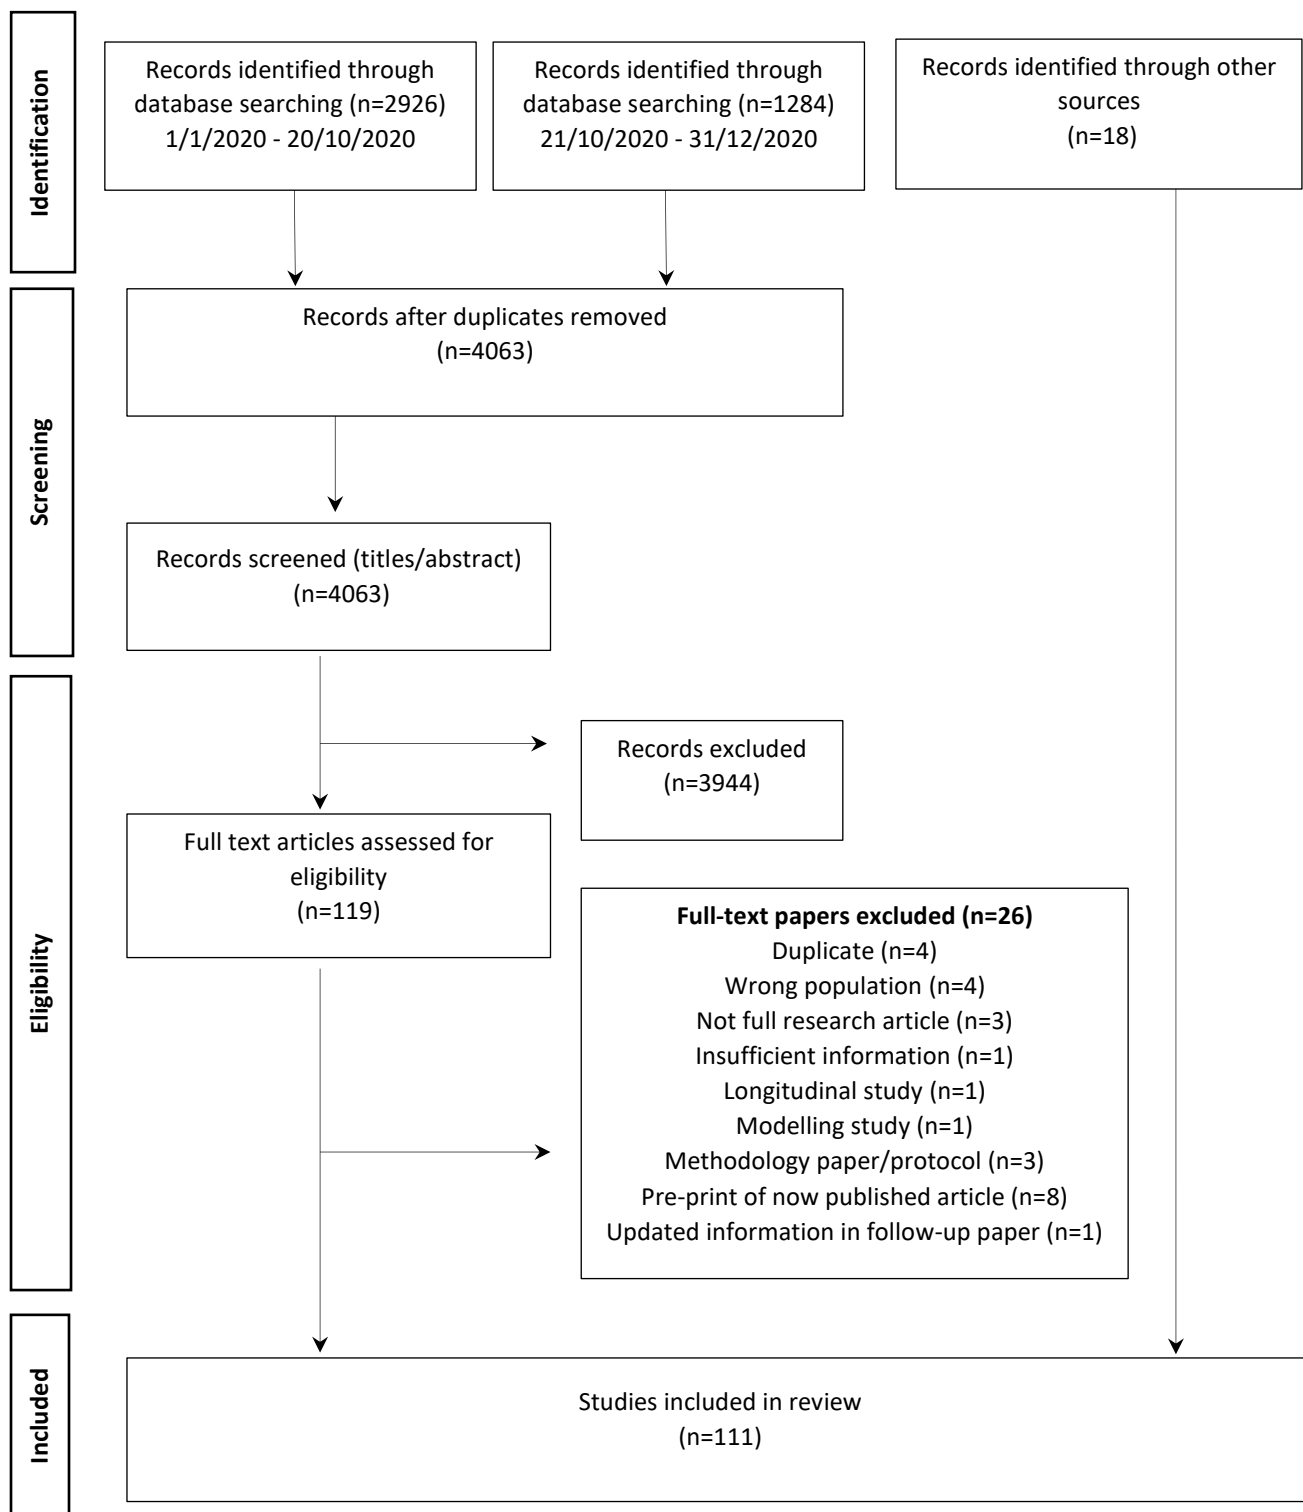 Identification
Records identified through
database searching (n=2926)
1/1/2020 - 20/10/2020
Records identified through
database searching (n=1284)
21/10/2020 - 31/12/2020
Records identified through other
sources
(n=18)
Screening
Records after duplicates removed
(n=4063)
Records screened (titles/abstract)
(n=4063)
Eligibility
Records excluded
(n=3944)
Full text articles assessed for
eligibility
(n=119)
Full-text papers excluded (n=26)
Duplicate (n=4)
Wrong population (n=4)
Not full research article (n=3)
Insufficient information (n=1)
Longitudinal study (n=1)
Modelling study (n=1)
Methodology paper/protocol (n=3)
Pre-print of now published article (n=8)
Updated information in follow-up paper (n=1)
Included
Studies included in review
(n=111)